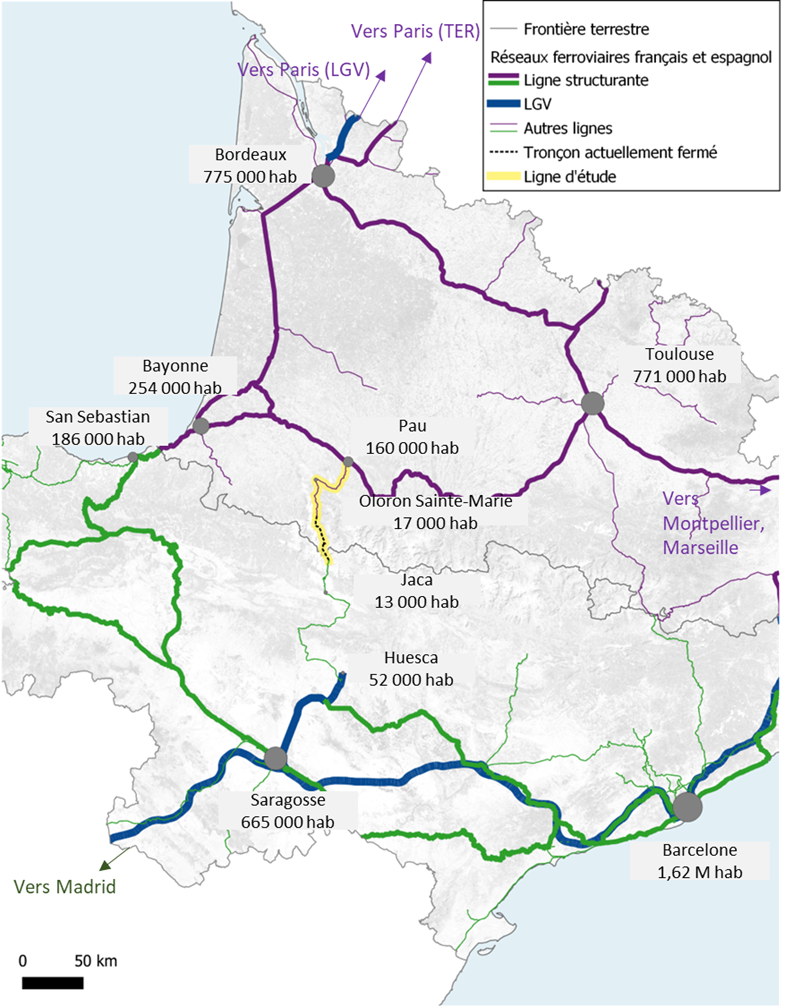 Vers Paris (TER)
Vers Paris (LGV)
Frontière terrestre
Réseaux ferroviaires français et espagnol
Ligne structurante
LGV
Autres lignes
Tronçon actuellement fermé
Ligne d'étude
Bordeaux
775 000 hab
Toulouse
771 000 hab
Bayonne
254 000 hab
San Sebastian
186 000 hab
Pau
160 000 hab
Oloron Sainte-Marie
17 000 hab
Vers
Montpellier,
Marseille
Jaca
13 000 hab
Huesca
52 000 hab
Saragosse
665 000 hab
Barcelone
1,62 M hab
Vers Madrid
0 50 km